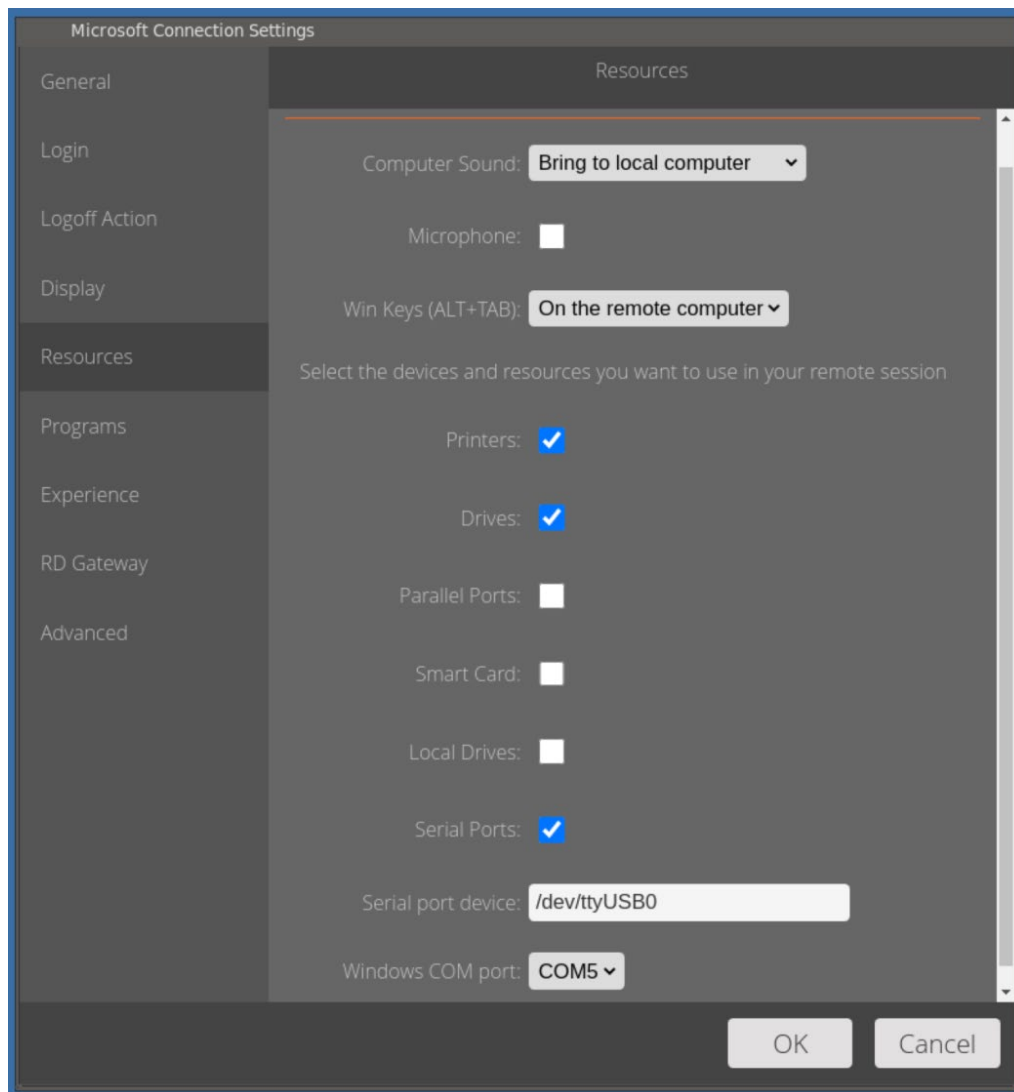 Microsoft Connection Settings
General
Login
Logoff Action
Display
Resources
Programs
Experience
RD Gateway
Advanced
Resources
Computer Sound: Bring to local computer
Microphone:
Win Keys (ALT+TAB): On the remote computer
Select the devices and resources you want to use in your remote session
Printers:
Drives:
Parallel Ports:
Smart Card:
Local Drives:
Serial Ports:
Serial port device: /dev/ttyUSB0
Windows COM port: COM5
OK Cancel